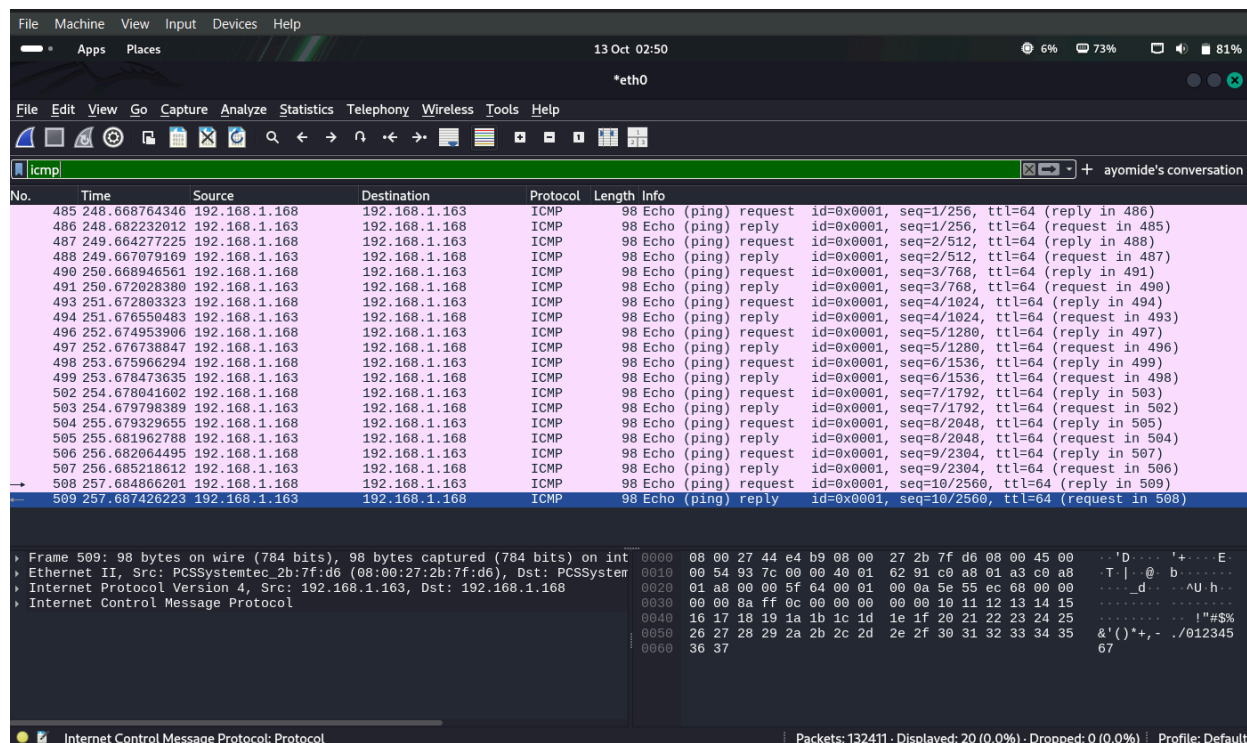 File Machine View Input Devices Help
Apps Places 13 Oct 02:50 6% 73% 81%
*eth0
File Edit View Go Capture Analyze Statistics Telephony Wireless Tools Help
icmp ayomide's conversation
No. Time Source Destination Protocol Length Info
485 248.668764346 192.168.1.168 192.168.1.163 ICMP 98 Echo (ping) request id=0x0001, seq=1/256, ttl=64 (reply in 486)
486 248.682232012 192.168.1.163 192.168.1.168 ICMP 98 Echo (ping) reply id=0x0001, seq=1/256, ttl=64 (request in 485)
487 249.664277225 192.168.1.168 192.168.1.163 ICMP 98 Echo (ping) request id=0x0001, seq=2/512, ttl=64 (reply in 488)
488 249.667079169 192.168.1.163 192.168.1.168 ICMP 98 Echo (ping) reply id=0x0001, seq=2/512, ttl=64 (request in 487)
490 250.668946561 192.168.1.168 192.168.1.163 ICMP 98 Echo (ping) request id=0x0001, seq=3/768, ttl=64 (reply in 491)
491 250.672028380 192.168.1.163 192.168.1.168 ICMP 98 Echo (ping) reply id=0x0001, seq=3/768, ttl=64 (request in 490)
493 251.672803323 192.168.1.168 192.168.1.163 ICMP 98 Echo (ping) request id=0x0001, seq=4/1024, ttl=64 (reply in 494)
494 251.676550483 192.168.1.163 192.168.1.168 ICMP 98 Echo (ping) reply id=0x0001, seq=4/1024, ttl=64 (request in 493)
496 252.674953906 192.168.1.168 192.168.1.163 ICMP 98 Echo (ping) request id=0x0001, seq=5/1280, ttl=64 (reply in 497)
497 252.676738847 192.168.1.163 192.168.1.168 ICMP 98 Echo (ping) reply id=0x0001, seq=5/1280, ttl=64 (request in 496)
498 253.675966294 192.168.1.168 192.168.1.163 ICMP 98 Echo (ping) request id=0x0001, seq=6/1536, ttl=64 (reply in 499)
499 253.678473635 192.168.1.163 192.168.1.168 ICMP 98 Echo (ping) reply id=0x0001, seq=6/1536, ttl=64 (request in 498)
502 254.678041602 192.168.1.168 192.168.1.163 ICMP 98 Echo (ping) request id=0x0001, seq=7/1792, ttl=64 (reply in 503)
503 254.679798389 192.168.1.163 192.168.1.168 ICMP 98 Echo (ping) reply id=0x0001, seq=7/1792, ttl=64 (request in 502)
504 255.679329655 192.168.1.168 192.168.1.163 ICMP 98 Echo (ping) request id=0x0001, seq=8/2048, ttl=64 (reply in 505)
505 255.681962788 192.168.1.163 192.168.1.168 ICMP 98 Echo (ping) reply id=0x0001, seq=8/2048, ttl=64 (request in 504)
506 256.682064495 192.168.1.168 192.168.1.163 ICMP 98 Echo (ping) request id=0x0001, seq=9/2304, ttl=64 (reply in 507)
507 256.685218612 192.168.1.163 192.168.1.168 ICMP 98 Echo (ping) reply id=0x0001, seq=9/2304, ttl=64 (request in 506)
508 257.684866201 192.168.1.168 192.168.1.163 ICMP 98 Echo (ping) request id=0x0001, seq=10/2560, ttl=64 (reply in 509)
509 257.687426223 192.168.1.163 192.168.1.168 ICMP 98 Echo (ping) reply id=0x0001, seq=10/2560, ttl=64 (request in 508)
Frame 509: 98 bytes on wire (784 bits), 98 bytes captured (784 bits) on int
Ethernet II, Src: PCSSystemtec_2b:7f:d6 (08:00:27:2b:7f:d6), Dst: PCSSystem
Internet Protocol Version 4, Src: 192.168.1.163, Dst: 192.168.1.168
Internet Control Message Protocol
0000 08 00 27 44 e4 b9 08 00 27 2b 7f d6 08 00 45 00 ··'D···· '+····E·
0010 00 54 93 7c 00 00 40 01 62 91 c0 a8 01 a3 c0 a8 ·T·|··@· b·······
0020 01 a8 00 00 5f 64 00 01 00 0a 5e 55 ec 68 00 00 ····_d·· ··^U·h··
0030 00 00 8a ff 0c 00 00 00 00 00 10 11 12 13 14 15 ········ ········
0040 16 17 18 19 1a 1b 1c 1d 1e 1f 20 21 22 23 24 25 ········ ·· !"#$%
0050 26 27 28 29 2a 2b 2c 2d 2e 2f 30 31 32 33 34 35 &'()*+,- ./012345
0060 36 37 67
Internet Control Message Protocol: Protocol Packets: 132411 · Displayed: 20 (0.0%) · Dropped: 0 (0.0%) Profile: Default